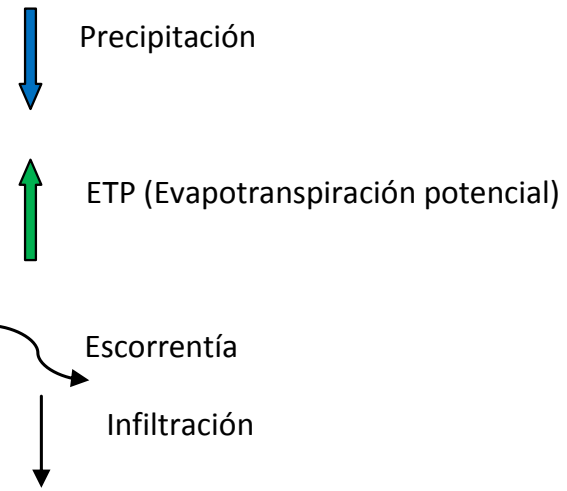 Precipitación
ETP (Evapotranspiración potencial)
Escorrentía
Infiltración